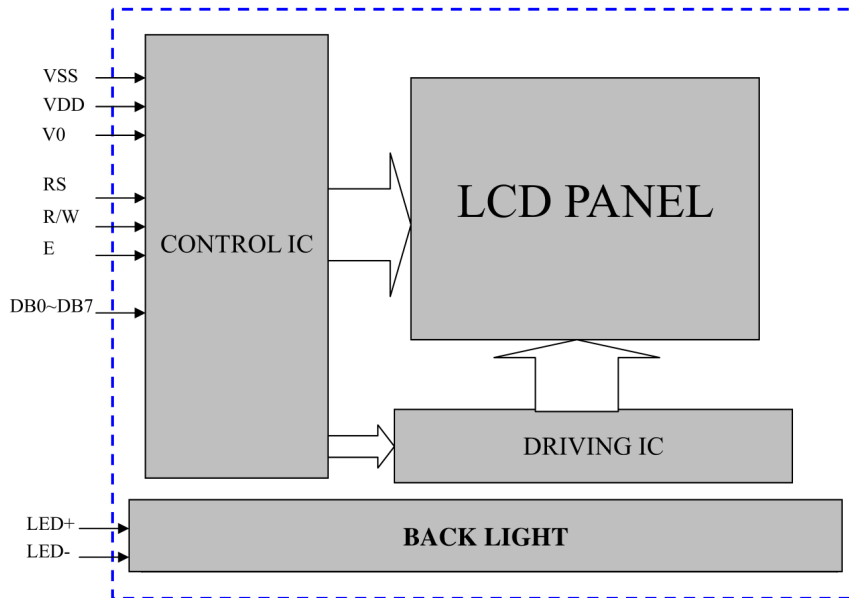 VSS
VDD
V0
RS
R/W
E
DB0~DB7
CONTROL IC
LCD PANEL
DRIVING IC
LED+
LED-
BACK LIGHT